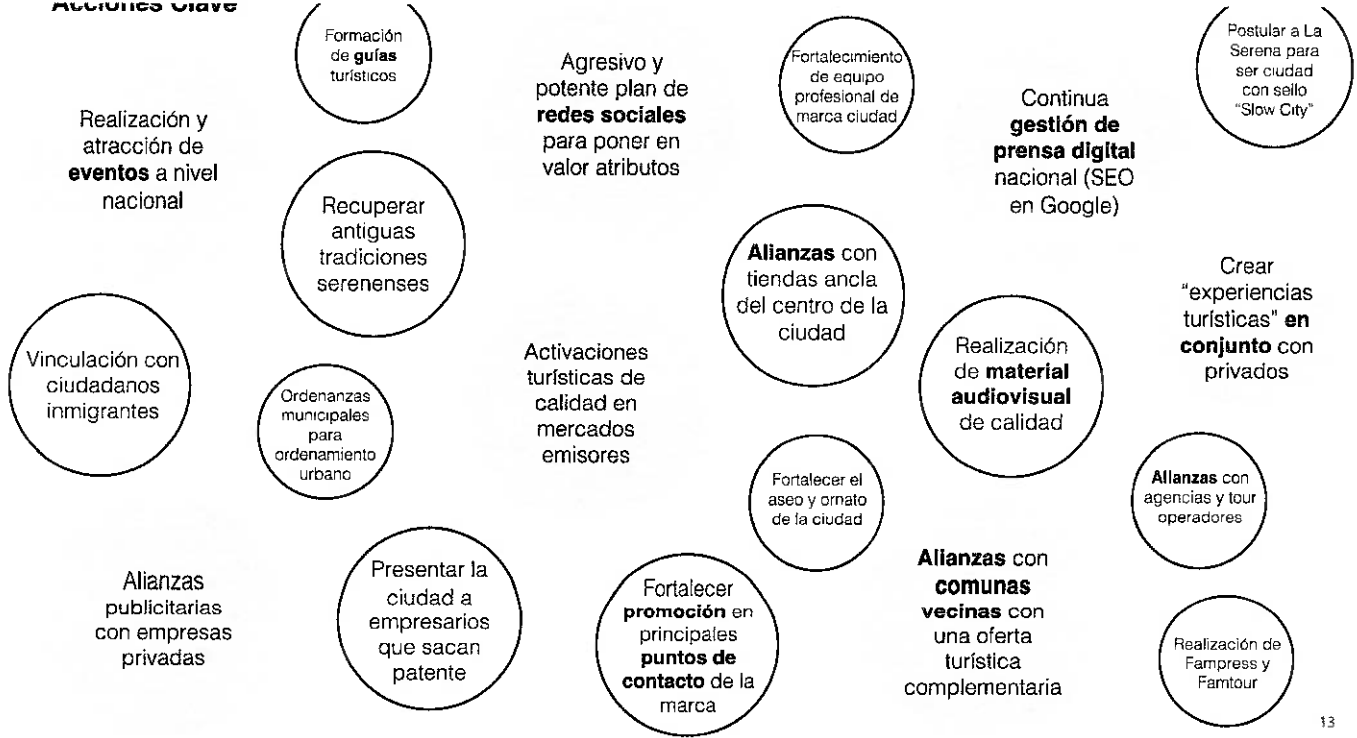 Acciones Clave
Formación
de guías
turísticos
Realización y
atracción de
eventos a nivel
nacional
Recuperar
antiguas
tradiciones
serenenses
Vinculación con
ciudadanos
inmigrantes
Ordenanzas
municipales
para
ordenamiento
urbano
Alianzas
publicitarias
con empresas
privadas
Presentar la
ciudad a
empresarios
que sacan
patente
Agresivo y
potente plan de
redes sociales
para poner en
valor atributos
Activaciones
turísticas de
calidad en
mercados
emisores
Fortalecimiento
de equipo
profesional de
marca ciudad
Alianzas con
tiendas ancla
del centro de la
ciudad
Fortalecer el
aseo y ornato
de la ciudad
Fortalecer
promoción en
principales
puntos de
contacto de la
marca
Continua
gestión de
prensa digital
nacional (SEO
en Google)
Realización
de material
audiovisual
de calidad
Alianzas con
comunas
vecinas con
una oferta
turística
complementaria
Postular a La
Serena para
ser ciudad
con sello
"Slow City"
Crear
"experiencias
turísticas" en
conjunto con
privados
Alianzas con
agencias y tour
operadores
Realización de
Fampress y
Famtour
13